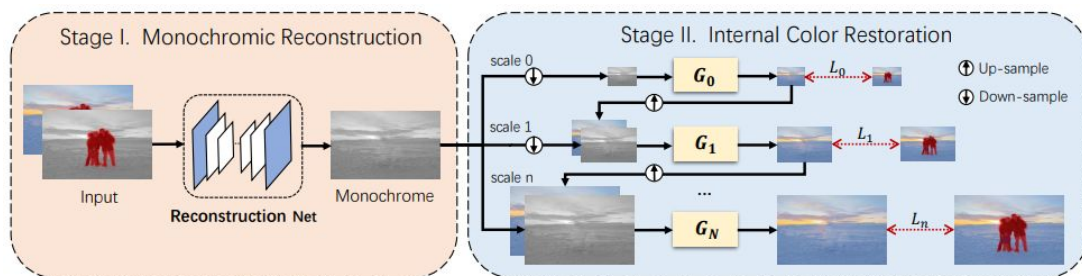 Stage I. Monochromic Reconstruction
Input
Reconstruction Net
Monochrome
Stage II. Internal Color Restoration
scale 0
G0
L0
Up-sample
Down-sample
scale 1
G1
L1
scale n
...
GN
Ln